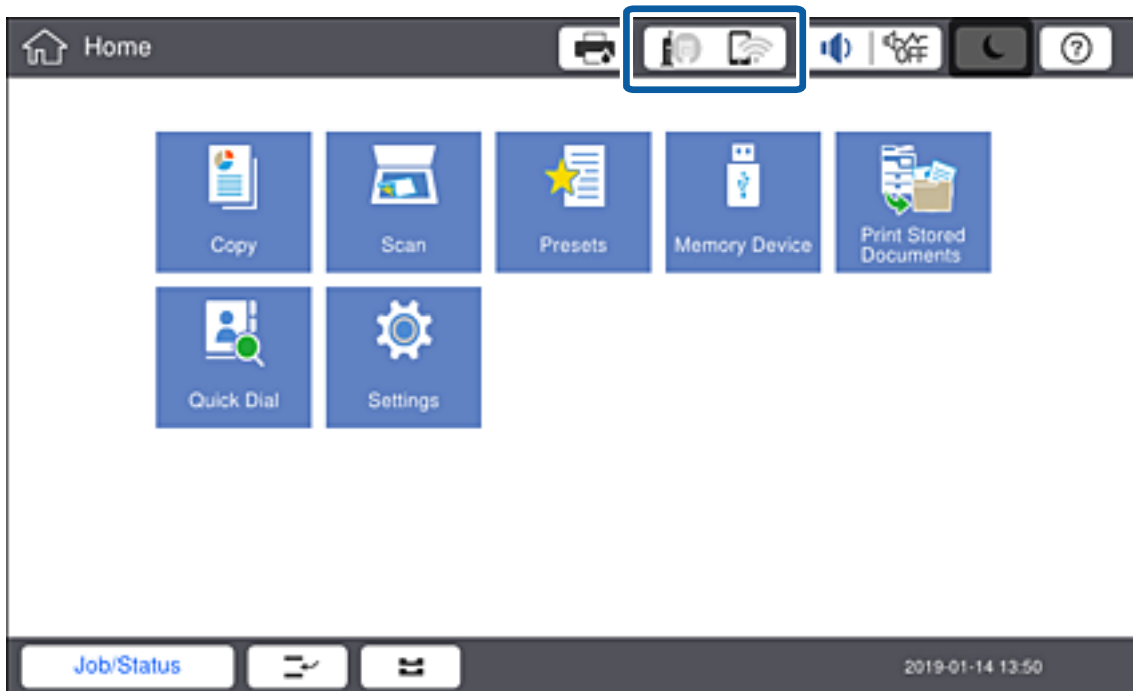 Home
OFF
?
Copy
Scan
Presets
Memory Device
Print Stored
Documents
Quick Dial
Settings
Job/Status
2019-01-14 13:50